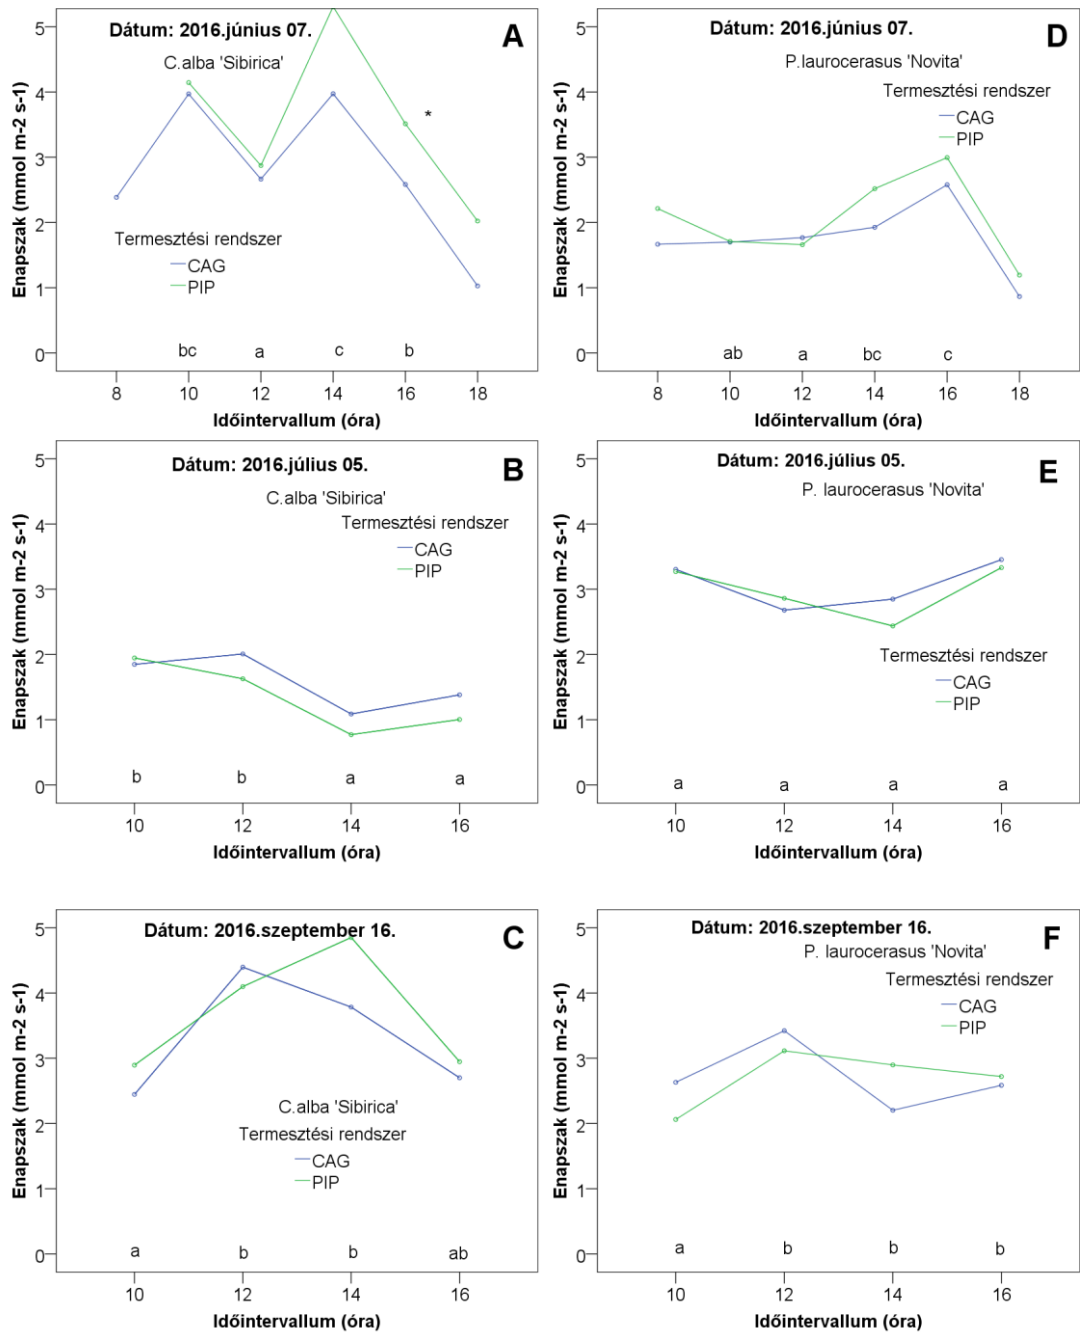 Dátum: 2016.június 07.
A
C.alba 'Sibirica'
*
Enapszak (mmol m-2 s-1)
5
4
3
2
1
0
Termesztési rendszer
CAG
PIP
bc a c b
8 10 12 14 16 18
Időintervallum (óra)
Dátum: 2016.június 07.
D
P.laurocerasus 'Novita'
Termesztési rendszer
CAG
PIP
Enapszak (mmol m-2 s-1)
5
4
3
2
1
0
ab a bc c
8 10 12 14 16 18
Időintervallum (óra)
Dátum: 2016.július 05.
B
C.alba 'Sibirica'
Termesztési rendszer
CAG
PIP
Enapszak (mmol m-2 s-1)
5
4
3
2
1
0
b b a a
10 12 14 16
Időintervallum (óra)
Dátum: 2016.július 05.
E
P. laurocerasus 'Novita'
Enapszak (mmol m-2 s-1)
5
4
3
2
1
0
Termesztési rendszer
CAG
PIP
a a a a
10 12 14 16
Időintervallum (óra)
Dátum: 2016.szeptember 16.
C
Enapszak (mmol m-2 s-1)
5
4
3
2
1
0
C.alba 'Sibirica'
Termesztési rendszer
CAG
PIP
a b b ab
10 12 14 16
Időintervallum (óra)
Dátum: 2016.szeptember 16.
F
P. laurocerasus 'Novita'
Termesztési rendszer
CAG
PIP
Enapszak (mmol m-2 s-1)
5
4
3
2
1
0
a b b b
10 12 14 16
Időintervallum (óra)